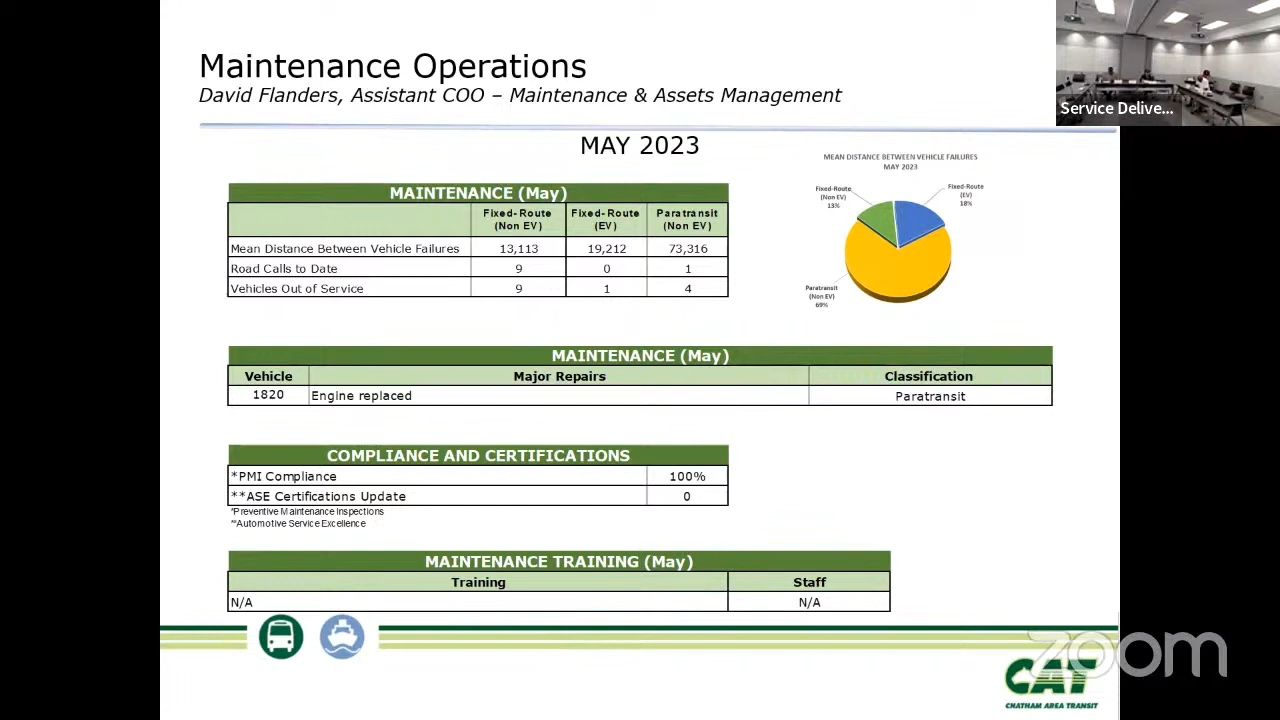 Maintenance Operations
David Flanders, Assistant COO – Maintenance & Assets Management
Service Delive...
MAY 2023
MEAN DISTANCE BETWEEN VEHICLE FAILURES
MAY 2023
Fixed-Route
(Non EV)
13%
Fixed-Route
(EV)
18%
Paratransit
(Non EV)
69%
MAINTENANCE (May)
Fixed-Route (Non EV) Fixed-Route (EV) Paratransit (Non EV)
Mean Distance Between Vehicle Failures 13,113 19,212 73,316
Road Calls to Date 9 0 1
Vehicles Out of Service 9 1 4
MAINTENANCE (May)
Vehicle Major Repairs Classification
1820 Engine replaced Paratransit
COMPLIANCE AND CERTIFICATIONS
*PMI Compliance 100%
**ASE Certifications Update 0
*Preventive Maintenance Inspections
**Automotive Service Excellence
MAINTENANCE TRAINING (May)
Training Staff
N/A N/A
zoom
CAT
CHATHAM AREA TRANSIT